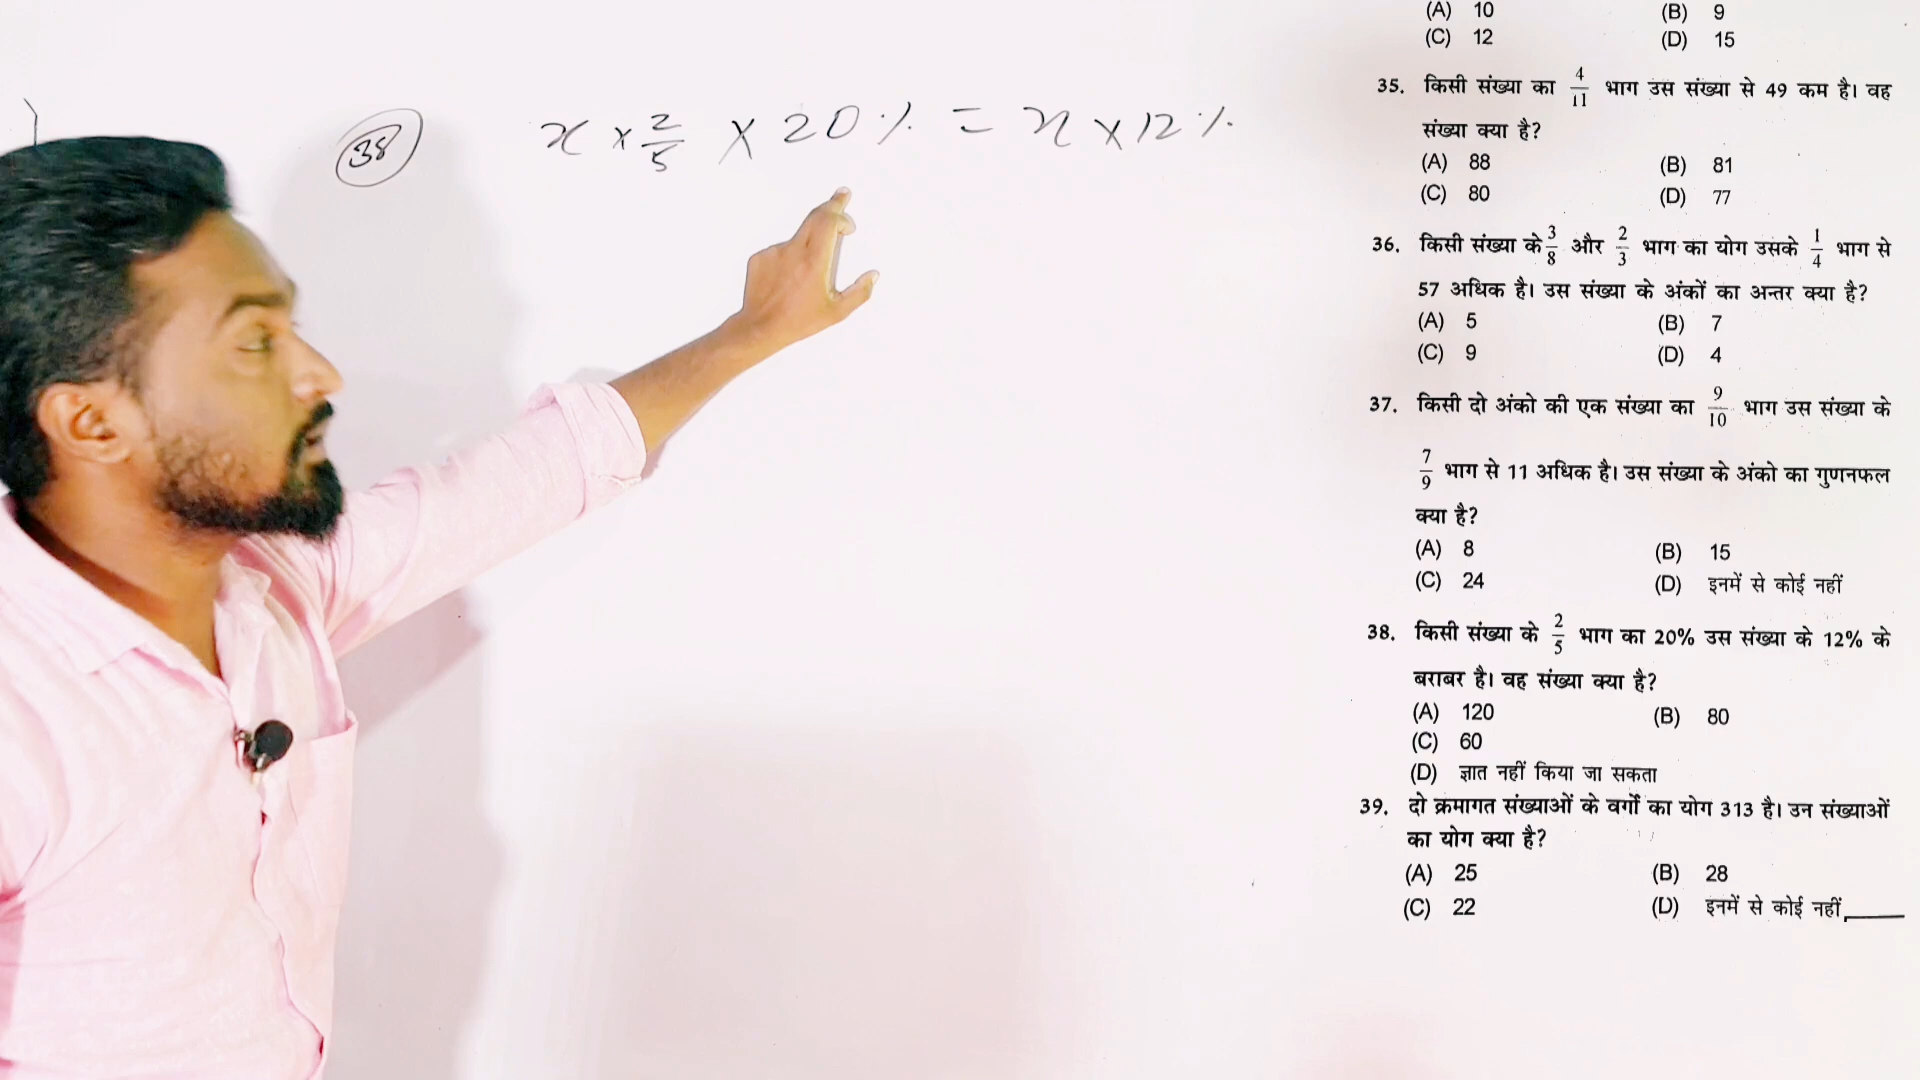 38 x × 2/5 × 20% = x × 12%
(A) 10 (B) 9
(C) 12 (D) 15
35. किसी संख्या का 4/11 भाग उस संख्या से 49 कम है। वह
संख्या क्या है?
(A) 88 (B) 81
(C) 80 (D) 77
36. किसी संख्या के 3/8 और 2/3 भाग का योग उसके 1/4 भाग से
57 अधिक है। उस संख्या के अंकों का अन्तर क्या है?
(A) 5 (B) 7
(C) 9 (D) 4
37. किसी दो अंको की एक संख्या का 9/10 भाग उस संख्या के
7/9 भाग से 11 अधिक है। उस संख्या के अंको का गुणनफल
क्या है?
(A) 8 (B) 15
(C) 24 (D) इनमें से कोई नहीं
38. किसी संख्या के 2/5 भाग का 20% उस संख्या के 12% के
बराबर है। वह संख्या क्या है?
(A) 120 (B) 80
(C) 60
(D) ज्ञात नहीं किया जा सकता
39. दो क्रमागत संख्याओं के वर्गों का योग 313 है। उन संख्याओं
का योग क्या है?
(A) 25 (B) 28
(C) 22 (D) इनमें से कोई नहीं